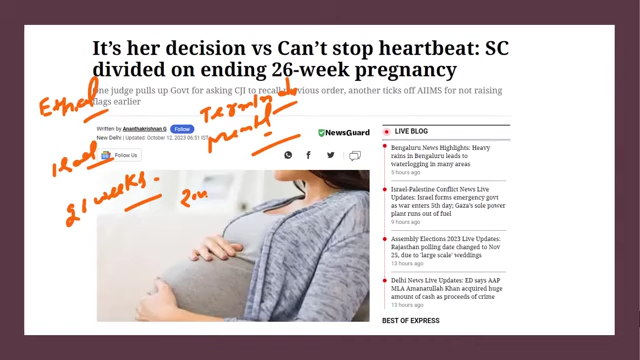 It's her decision vs Can't stop heartbeat: SC
divided on ending 26-week pregnancy
One judge pulls up Govt for asking CJI to recall previous order, another ticks off AIIMS for not raising
flags earlier
Written by Ananthakrishnan G
Follow
New Delhi | Updated: October 12, 2023 06:51 IST
NewsGuard
Follow Us
21 weeks.
LIVE BLOG
Bengaluru News Highlights: Heavy
rains in Bengaluru leads to
waterlogging in many areas
5 hours ago
Israel-Palestine Conflict News Live
Updates: Israel forms emergency govt
as war enters 5th day; Gaza's sole power
plant runs out of fuel
9 hours ago
Assembly Elections 2023 Live Updates:
Rajasthan polling date changed to Nov
25, due to 'large scale' weddings
13 hours ago
Delhi News Live Updates: ED says AAP
MLA Amanatullah Khan acquired huge
amount of cash as proceeds of crime
13 hours ago
BEST OF EXPRESS